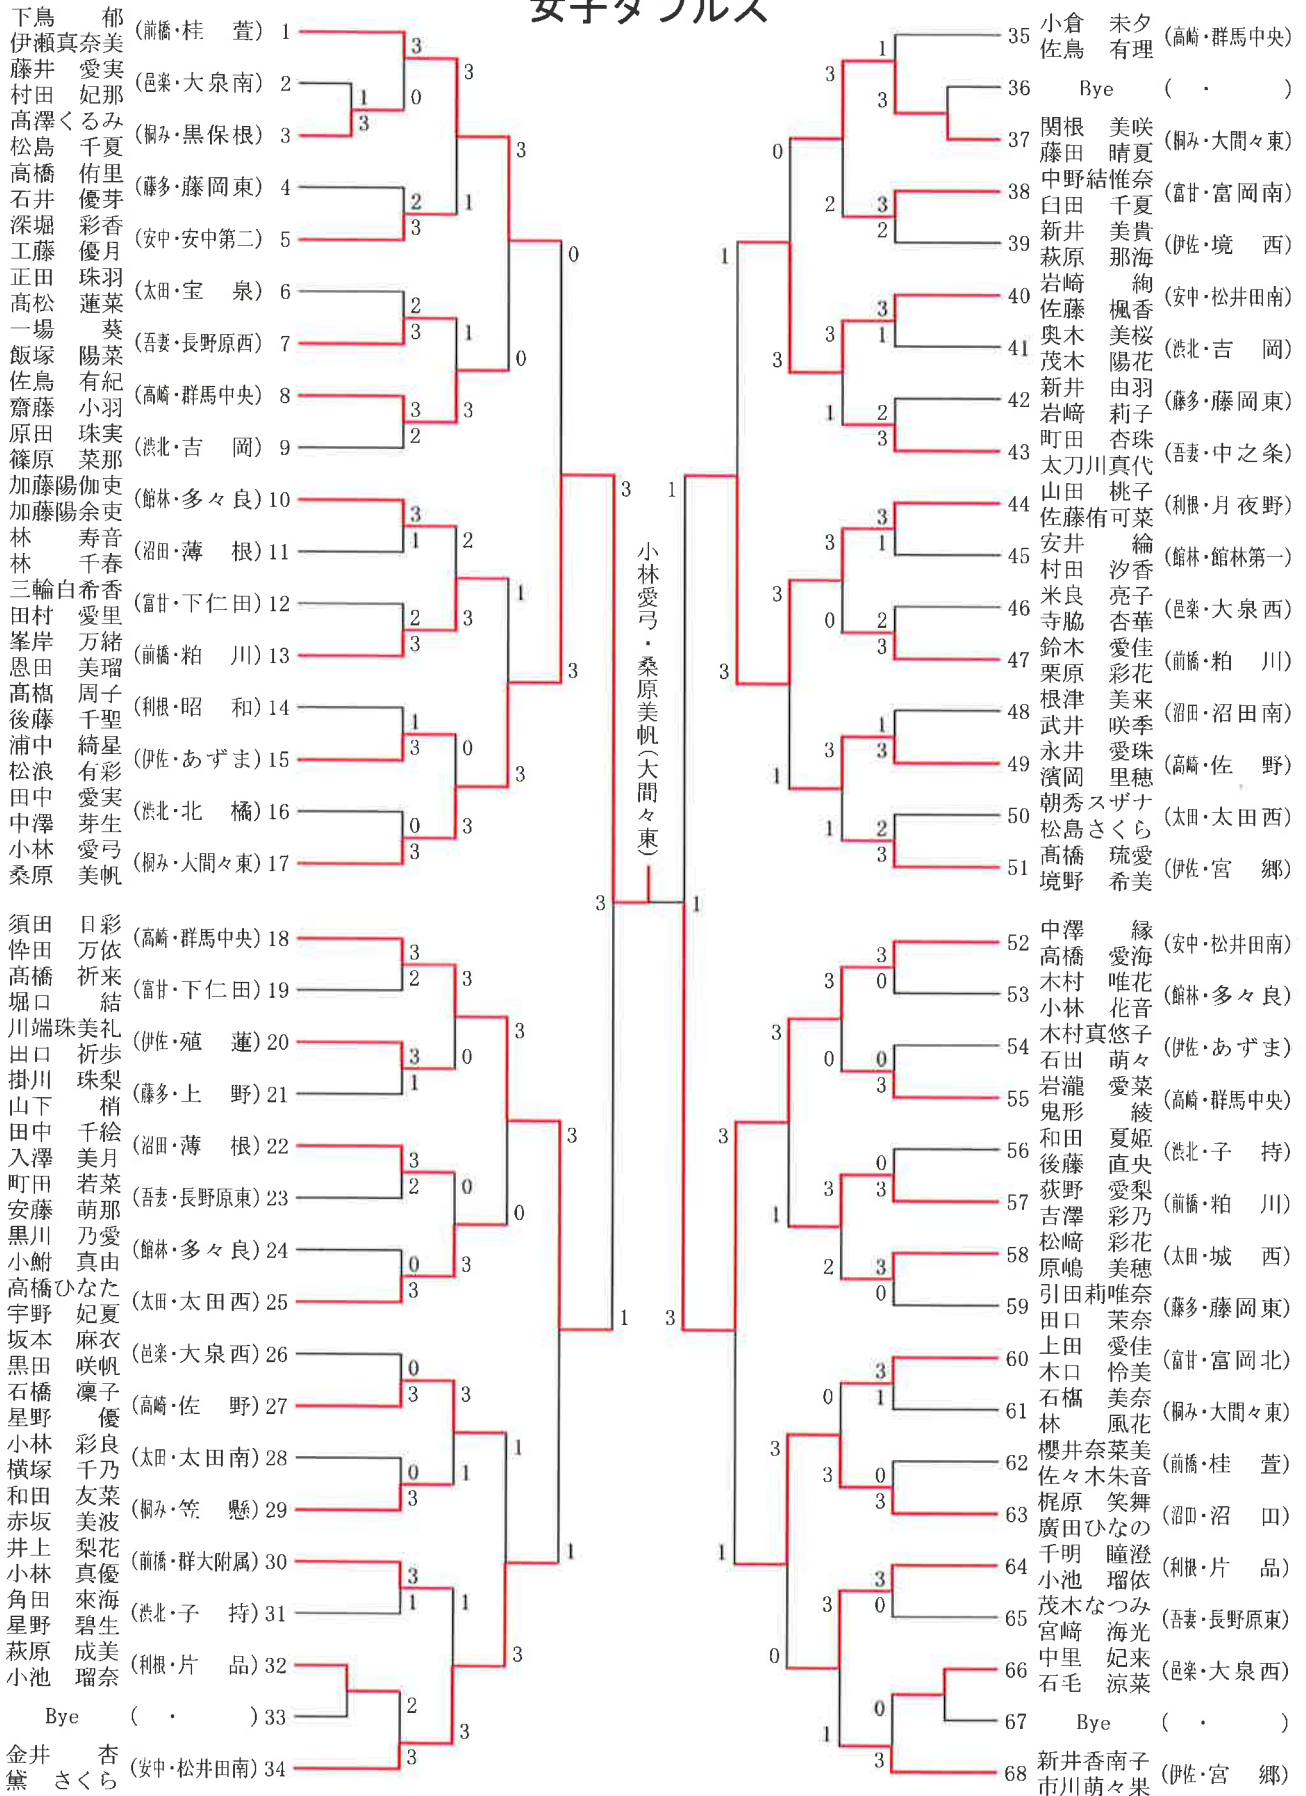 女子ダブルス
下鳥　郁
伊瀬真奈美
(前橋・桂　萱) 1
藤井　愛実
村田　妃那
(邑楽・大泉南) 2
髙澤くるみ
松島　千夏
(桐み・黒保根) 3
高橋　侑里
石井　優芽
(藤多・藤岡東) 4
深堀　彩香
工藤　優月
(安中・安中第二) 5
正田　珠羽
髙松　蓮菜
(太田・宝　泉) 6
一場　葵
飯塚　陽菜
(吾妻・長野原西) 7
佐鳥　有紀
齋藤　小羽
(高崎・群馬中央) 8
原田　珠実
篠原　菜那
(渋北・吉　岡) 9
加藤陽伽吏
加藤陽余吏
(館林・多々良) 10
林　寿音
林　千春
(沼田・薄　根) 11
三輪白希香
田村　愛里
(富甘・下仁田) 12
峯岸　万緒
恩田　美瑠
(前橋・粕　川) 13
髙橋　周子
後藤　千聖
(利根・昭　和) 14
浦中　綺星
松浪　有彩
(伊佐・あずま) 15
田中　愛実
中澤　芽生
(渋北・北　橘) 16
小林　愛弓
桑原　美帆
(桐み・大間々東) 17
須田　日彩
倅田　万依
(高崎・群馬中央) 18
髙橋　祈来
堀口　結
(富甘・下仁田) 19
川端珠美礼
田口　祈歩
(伊佐・殖　蓮) 20
掛川　珠梨
山下　梢
(藤多・上　野) 21
田中　千絵
入澤　美月
(沼田・薄　根) 22
町田　若菜
安藤　萌那
(吾妻・長野原東) 23
黒川　乃愛
小鮒　真由
(館林・多々良) 24
高橋ひなた
宇野　妃夏
(太田・太田西) 25
坂本　麻衣
黒田　咲帆
(邑楽・大泉西) 26
石橋　凜子
星野　優
(高崎・佐　野) 27
小林　彩良
横塚　千乃
(太田・太田南) 28
和田　友菜
赤坂　美波
(桐み・笠　懸) 29
井上　梨花
小林　真優
(前橋・群大附属) 30
角田　來海
星野　碧生
(渋北・子　持) 31
萩原　成美
小池　瑠奈
(利根・片　品) 32
Bye　(　・　) 33
金井　杏
黛　さくら
(安中・松井田南) 34
小林愛弓・桑原美帆(大間々東)
35 小倉　未夕
佐鳥　有理
(高崎・群馬中央)
36 Bye　(　・　)
37 関根　美咲
藤田　晴夏
(桐み・大間々東)
38 中野結惟奈
臼田　千夏
(富甘・富岡南)
39 新井　美貴
萩原　那海
(伊佐・境　西)
40 岩崎　絢
佐藤　楓香
(安中・松井田南)
41 奥木　美桜
茂木　陽花
(渋北・吉　岡)
42 新井　由羽
岩﨑　莉子
(藤多・藤岡東)
43 町田　杏珠
太刀川真代
(吾妻・中之条)
44 山田　桃子
佐藤侑可菜
(利根・月夜野)
45 安井　綸
村田　汐香
(館林・館林第一)
46 米良　亮子
寺脇　杏華
(邑楽・大泉西)
47 鈴木　愛佳
栗原　彩花
(前橋・粕　川)
48 根津　美来
武井　咲季
(沼田・沼田南)
49 永井　愛珠
濱岡　里穂
(高崎・佐　野)
50 朝秀スザナ
松島さくら
(太田・太田西)
51 髙橋　琉愛
境野　希美
(伊佐・宮　郷)
52 中澤　縁
高橋　愛海
(安中・松井田南)
53 木村　唯花
小林　花音
(館林・多々良)
54 木村真悠子
石田　萌々
(伊佐・あずま)
55 岩瀧　愛菜
鬼形　綾
(高崎・群馬中央)
56 和田　夏姫
後藤　直央
(渋北・子　持)
57 荻野　愛梨
吉澤　彩乃
(前橋・粕　川)
58 松﨑　彩花
原嶋　美穂
(太田・城　西)
59 引田莉唯奈
田口　茉奈
(藤多・藤岡東)
60 上田　愛佳
木口　怜美
(富甘・富岡北)
61 石橋　美奈
林　風花
(桐み・大間々東)
62 櫻井奈菜美
佐々木朱音
(前橋・桂　萱)
63 梶原　笑舞
廣田ひなの
(沼田・沼　田)
64 千明　瞳澄
小池　瑠依
(利根・片　品)
65 茂木なつみ
宮﨑　海光
(吾妻・長野原東)
66 中里　妃来
石毛　涼菜
(邑楽・大泉西)
67 Bye　(　・　)
68 新井香南子
市川萌々果
(伊佐・宮　郷)